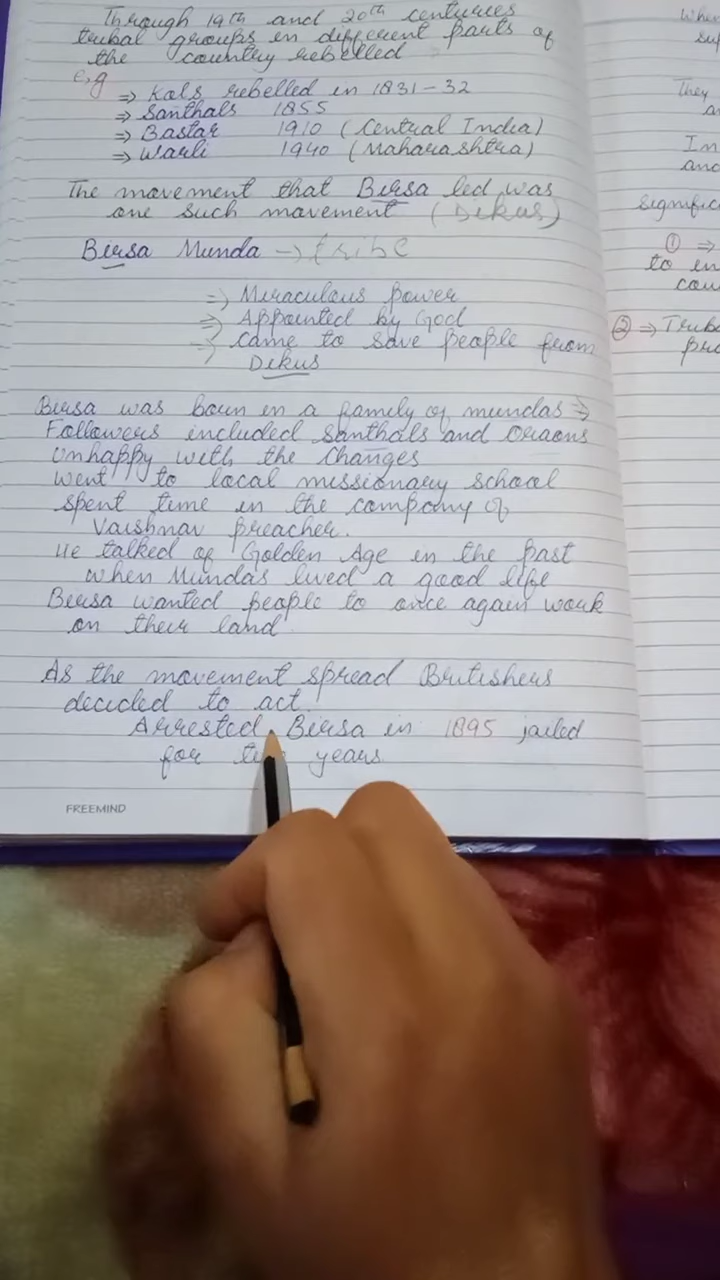 Through 19th and 20th centuries
tribal groups in different parts of
the country rebelled
e.g
=> Kols rebelled in 1831-32
=> Santhals 1855
=> Bastar 1910 (Central India)
=> Warli 1940 (Maharashtra)
The movement that Birsa led was
one such movement (Dikus)
Birsa Munda -> tribe
=> Miraculous power
=> Appointed by God
=> came to save people from
Dikus
Birsa was born in a family of mundas =>
Followers included Santhals and Oraons
Unhappy with the changes
Went to local missionary school
spent time in the company of
Vaishnav preacher.
He talked of Golden Age in the past
when Mundas lived a good life
Birsa wanted people to once again work
on their land
As the movement spread Britishers
decided to act.
Arrested Birsa in 1895 jailed
for years
FREEMIND
When
They
In
and
signific
① =>
to en
cou
② => Triba
pro